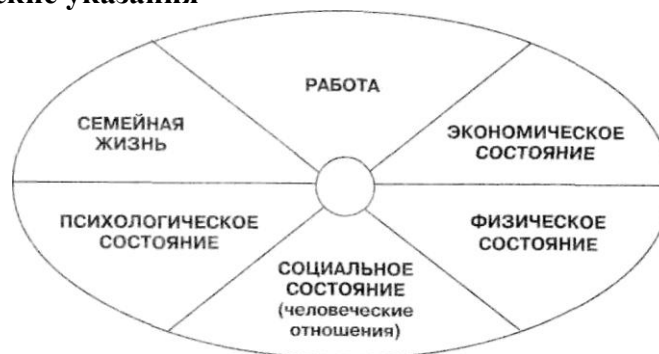 ские указания
РАБОТА
СЕМЕЙНАЯ
ЖИЗНЬ
ЭКОНОМИЧЕСКОЕ
СОСТОЯНИЕ
ПСИХОЛОГИЧЕСКОЕ
СОСТОЯНИЕ
ФИЗИЧЕСКОЕ
СОСТОЯНИЕ
СОЦИАЛЬНОЕ
СОСТОЯНИЕ
(человеческие
отношения)